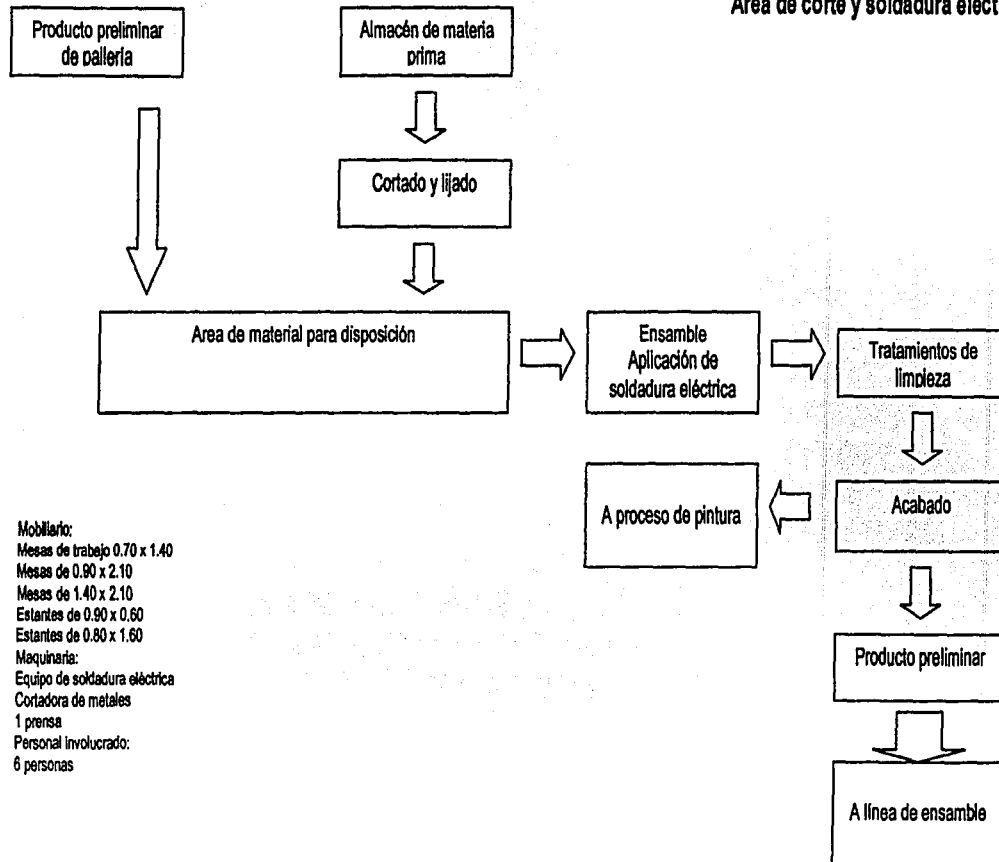 Area de corte y soldadura eléct
Producto preliminar
de pailería
Almacén de materia
prima
Cortado y lijado
Area de material para disposición
Ensamble
Aplicación de
soldadura eléctrica
Tratamientos de
limpieza
A proceso de pintura
Acabado
Producto preliminar
A línea de ensamble
Mobiliario:
Mesas de trabajo 0.70 x 1.40
Mesas de 0.90 x 2.10
Mesas de 1.40 x 2.10
Estantes de 0.90 x 0.60
Estantes de 0.80 x 1.60
Maquinaria:
Equipo de soldadura eléctrica
Cortadora de metales
1 prensa
Personal involucrado:
6 personas